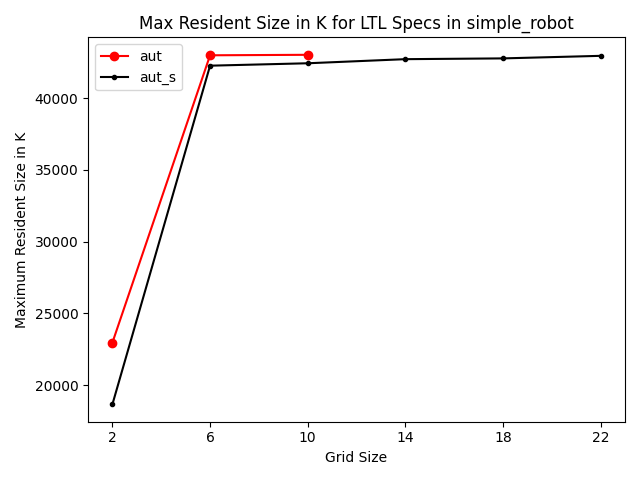 Max Resident Size in K for LTL Specs in simple_robot
aut
aut_s
Maximum Resident Size in K
40000
35000
30000
25000
20000
2 6 10 14 18 22
Grid Size